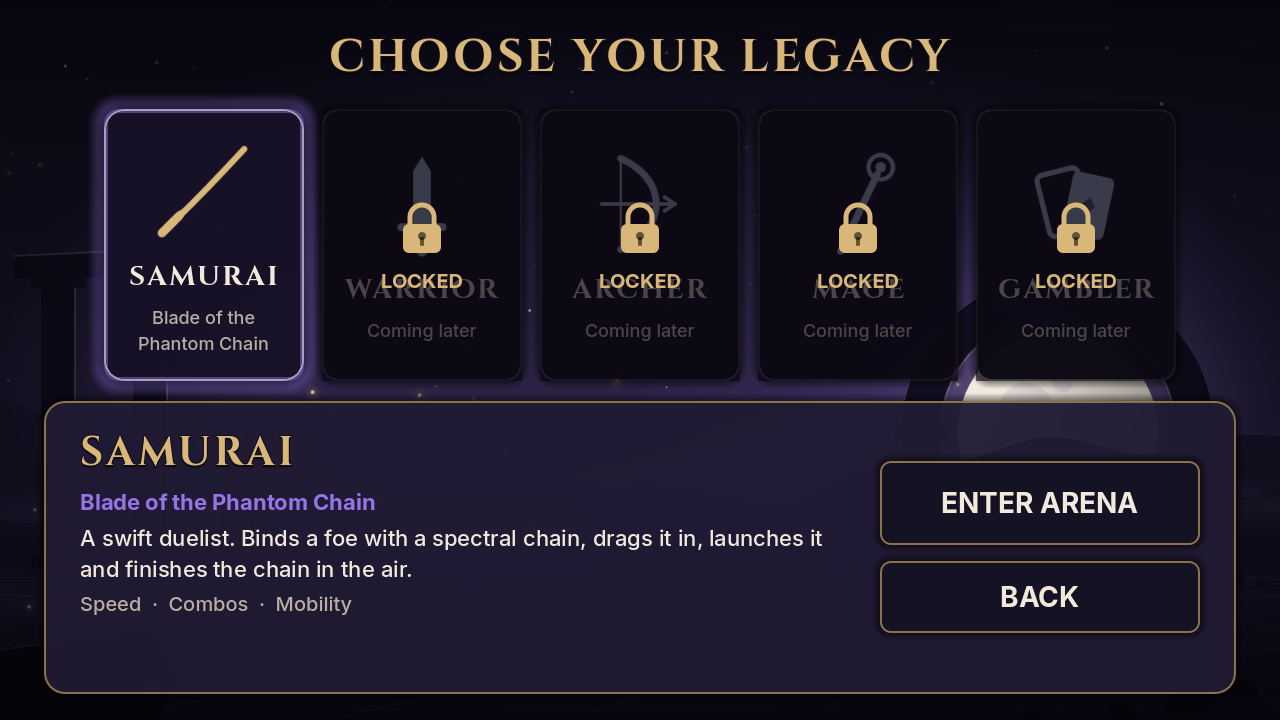 CHOOSE YOUR LEGACY
SAMURAI
Blade of the
Phantom Chain
LOCKED
WARRIOR
Coming later
LOCKED
ARCHER
Coming later
LOCKED
MAGE
Coming later
LOCKED
GAMBLER
Coming later
SAMURAI
Blade of the Phantom Chain
A swift duelist. Binds a foe with a spectral chain, drags it in, launches it
and finishes the chain in the air.
Speed · Combos · Mobility
ENTER ARENA
BACK